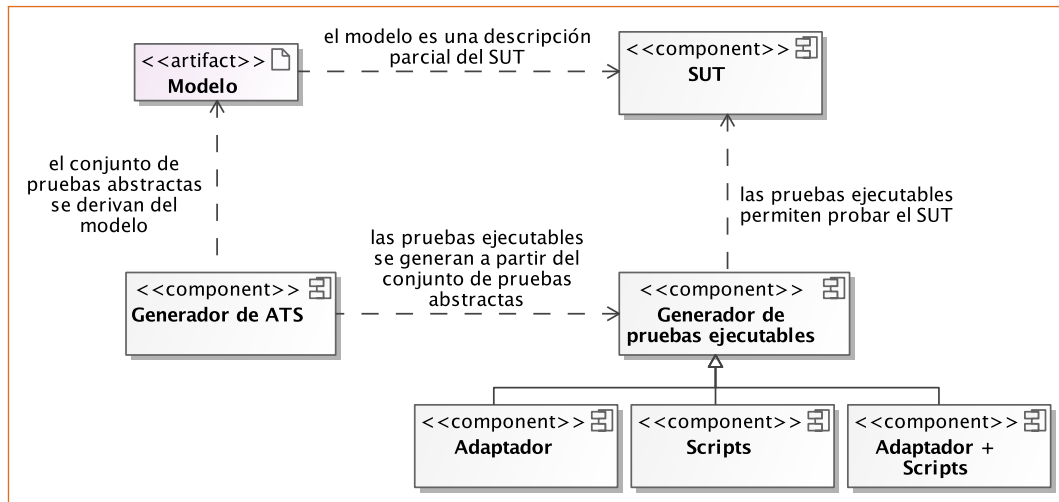 el modelo es una descripción
parcial del SUT
<<artifact>>
Modelo
<<component>>
SUT
el conjunto de
pruebas abstractas
se derivan del
modelo
las pruebas ejecutables
permiten probar el SUT
las pruebas ejecutables
se generan a partir del
conjunto de pruebas
abstractas
<<component>>
Generador de ATS
<<component>>
Generador de
pruebas ejecutables
<<component>>
Adaptador
<<component>>
Scripts
<<component>>
Adaptador +
Scripts